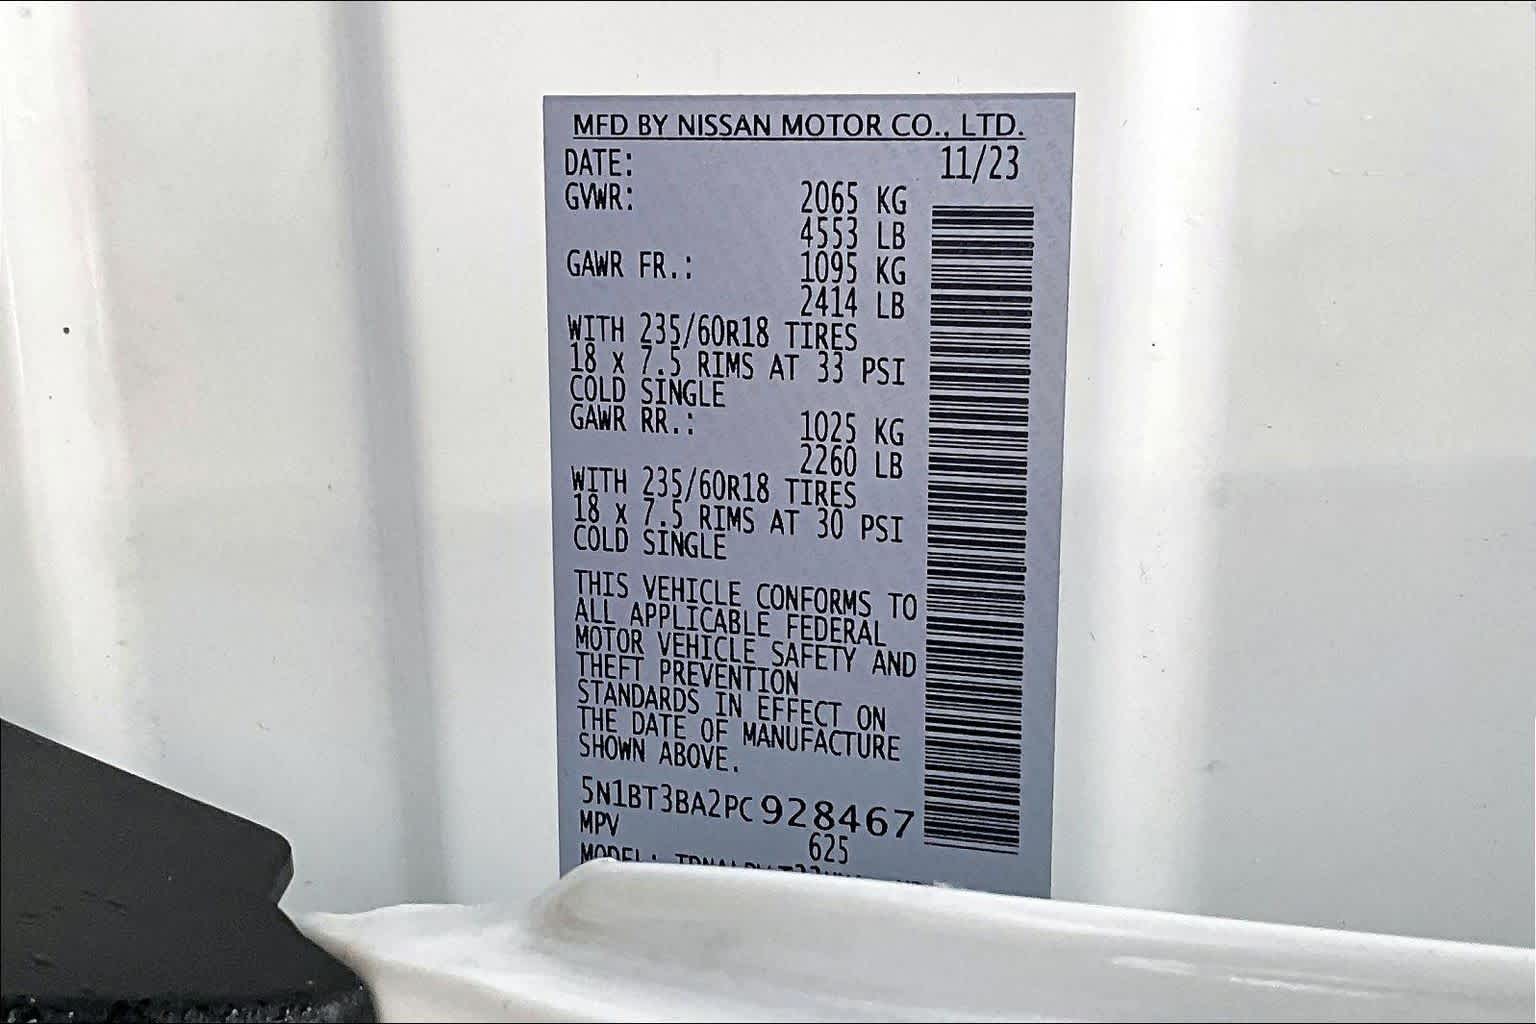 MFD BY NISSAN MOTOR CO., LTD.
DATE: 11/23
GVWR: 2065 KG
4553 LB
GAWR FR.: 1095 KG
2414 LB
WITH 235/60R18 TIRES
18 x 7.5 RIMS AT 33 PSI
COLD SINGLE
GAWR RR.: 1025 KG
2260 LB
WITH 235/60R18 TIRES
18 x 7.5 RIMS AT 30 PSI
COLD SINGLE
THIS VEHICLE CONFORMS TO
ALL APPLICABLE FEDERAL
MOTOR VEHICLE SAFETY AND
THEFT PREVENTION
STANDARDS IN EFFECT ON
THE DATE OF MANUFACTURE
SHOWN ABOVE.
5N1BT3BA2PC928467
MPV 625
MODEL: